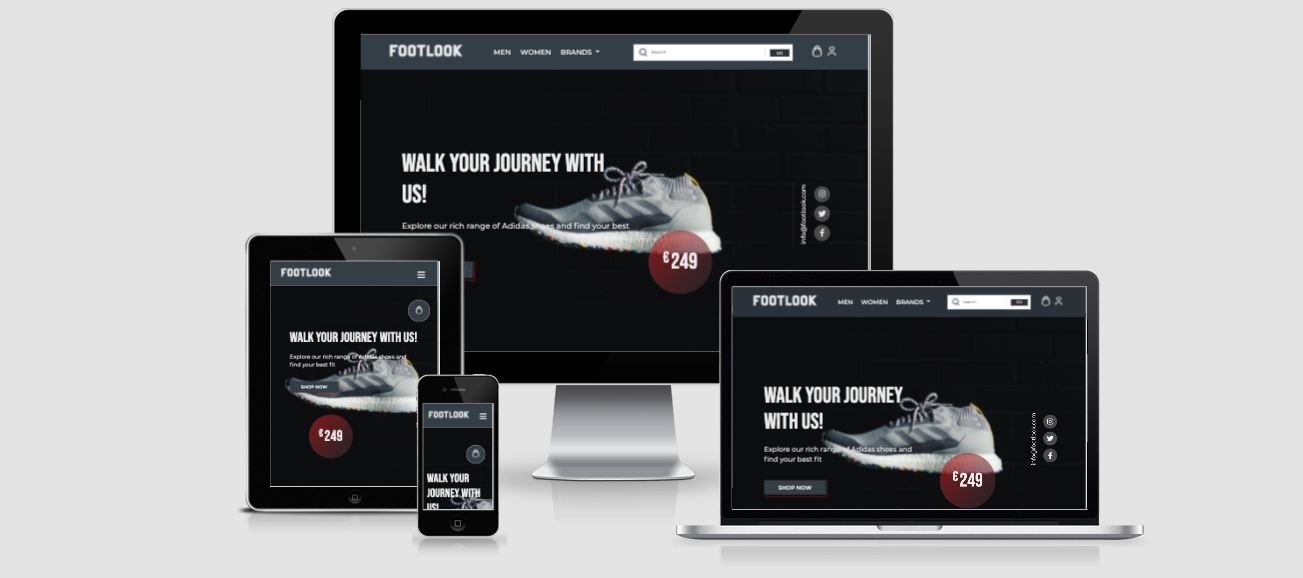 FOOTLOOK
MEN WOMEN BRANDS
Search
GO
WALK YOUR JOURNEY WITH
US!
Explore our rich range of Adidas shoes and find your best
€249
info@footlook.com
FOOTLOOK
WALK YOUR JOURNEY WITH US!
Explore our rich range of Adidas shoes and
find your best fit
SHOP NOW
€249
FOOTLOOK
WALK YOUR
JOURNEY WITH
US!
FOOTLOOK
MEN WOMEN BRANDS
Search
GO
WALK YOUR JOURNEY
WITH US!
Explore our rich range of Adidas shoes and
find your best fit
SHOP NOW
€249
info@footlook.com